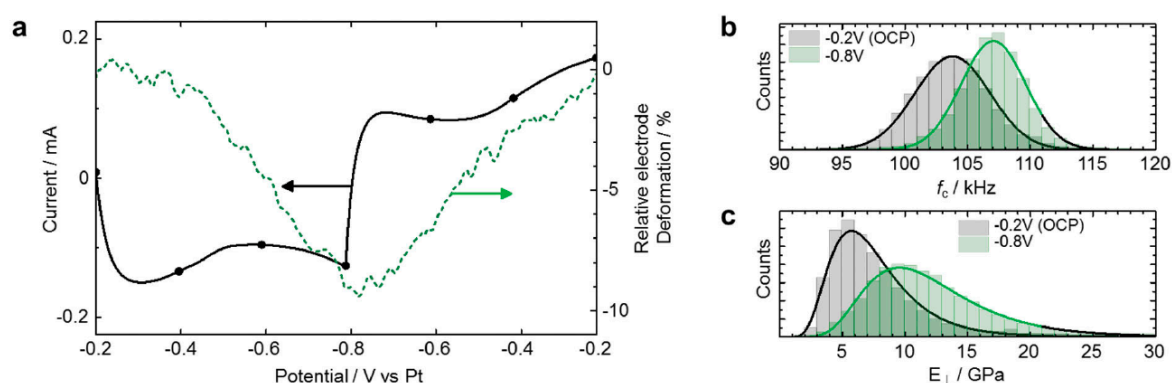 a
0.2
0
-0.2
Current / mA
-0.2
-0.4
-0.6
-0.8
-0.6
-0.4
-0.2
Potential / V vs Pt
0
-5
-10
Relative electrode
Deformation / %
b
-0.2V (OCP)
-0.8V
Counts
90
95
100
105
110
115
120
f_c / kHz
c
-0.2V (OCP)
-0.8V
Counts
5
10
15
20
25
30
E_⊥ / GPa